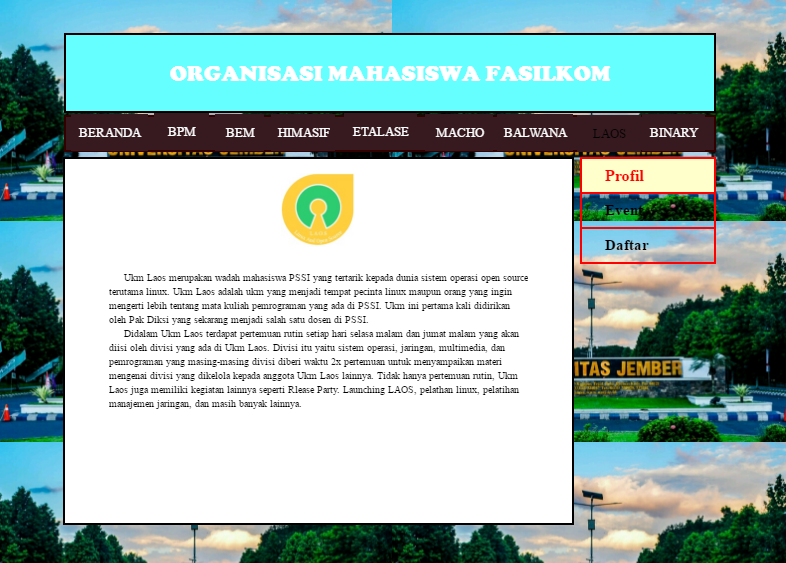 ORGANISASI MAHASISWA FASILKOM
BERANDA BPM BEM HIMASIF ETALASE MACHO BALWANA LAOS BINARY
UNIVERSITAS JEMBER
Profil
Event
Daftar
LAOS
Ukm Laos merupakan wadah mahasiswa PSSI yang tertarik kepada dunia sistem operasi open source
terutama linux. Ukm Laos adalah ukm yang menjadi tempat pecinta linux maupun orang yang ingin
mengerti lebih tentang mata kuliah pemrograman yang ada di PSSI. Ukm ini pertama kali didirikan
oleh Pak Diksi yang sekarang menjadi salah satu dosen di PSSI.
Didalam Ukm Laos terdapat pertemuan rutin setiap hari selasa malam dan jumat malam yang akan
diisi oleh divisi yang ada di Ukm Laos. Divisi itu yaitu sistem operasi, jaringan, multimedia, dan
pemrograman yang masing-masing divisi diberi waktu 2x pertemuan untuk menyampaikan materi
mengenai divisi yang dikelola kepada anggota Ukm Laos lainnya. Tidak hanya pertemuan rutin, Ukm
Laos juga memiliki kegiatan lainnya seperti Rlease Party. Launching LAOS, pelathan linux, pelatihan
manajemen jaringan, dan masih banyak lainnya.
ITAS JEMBER